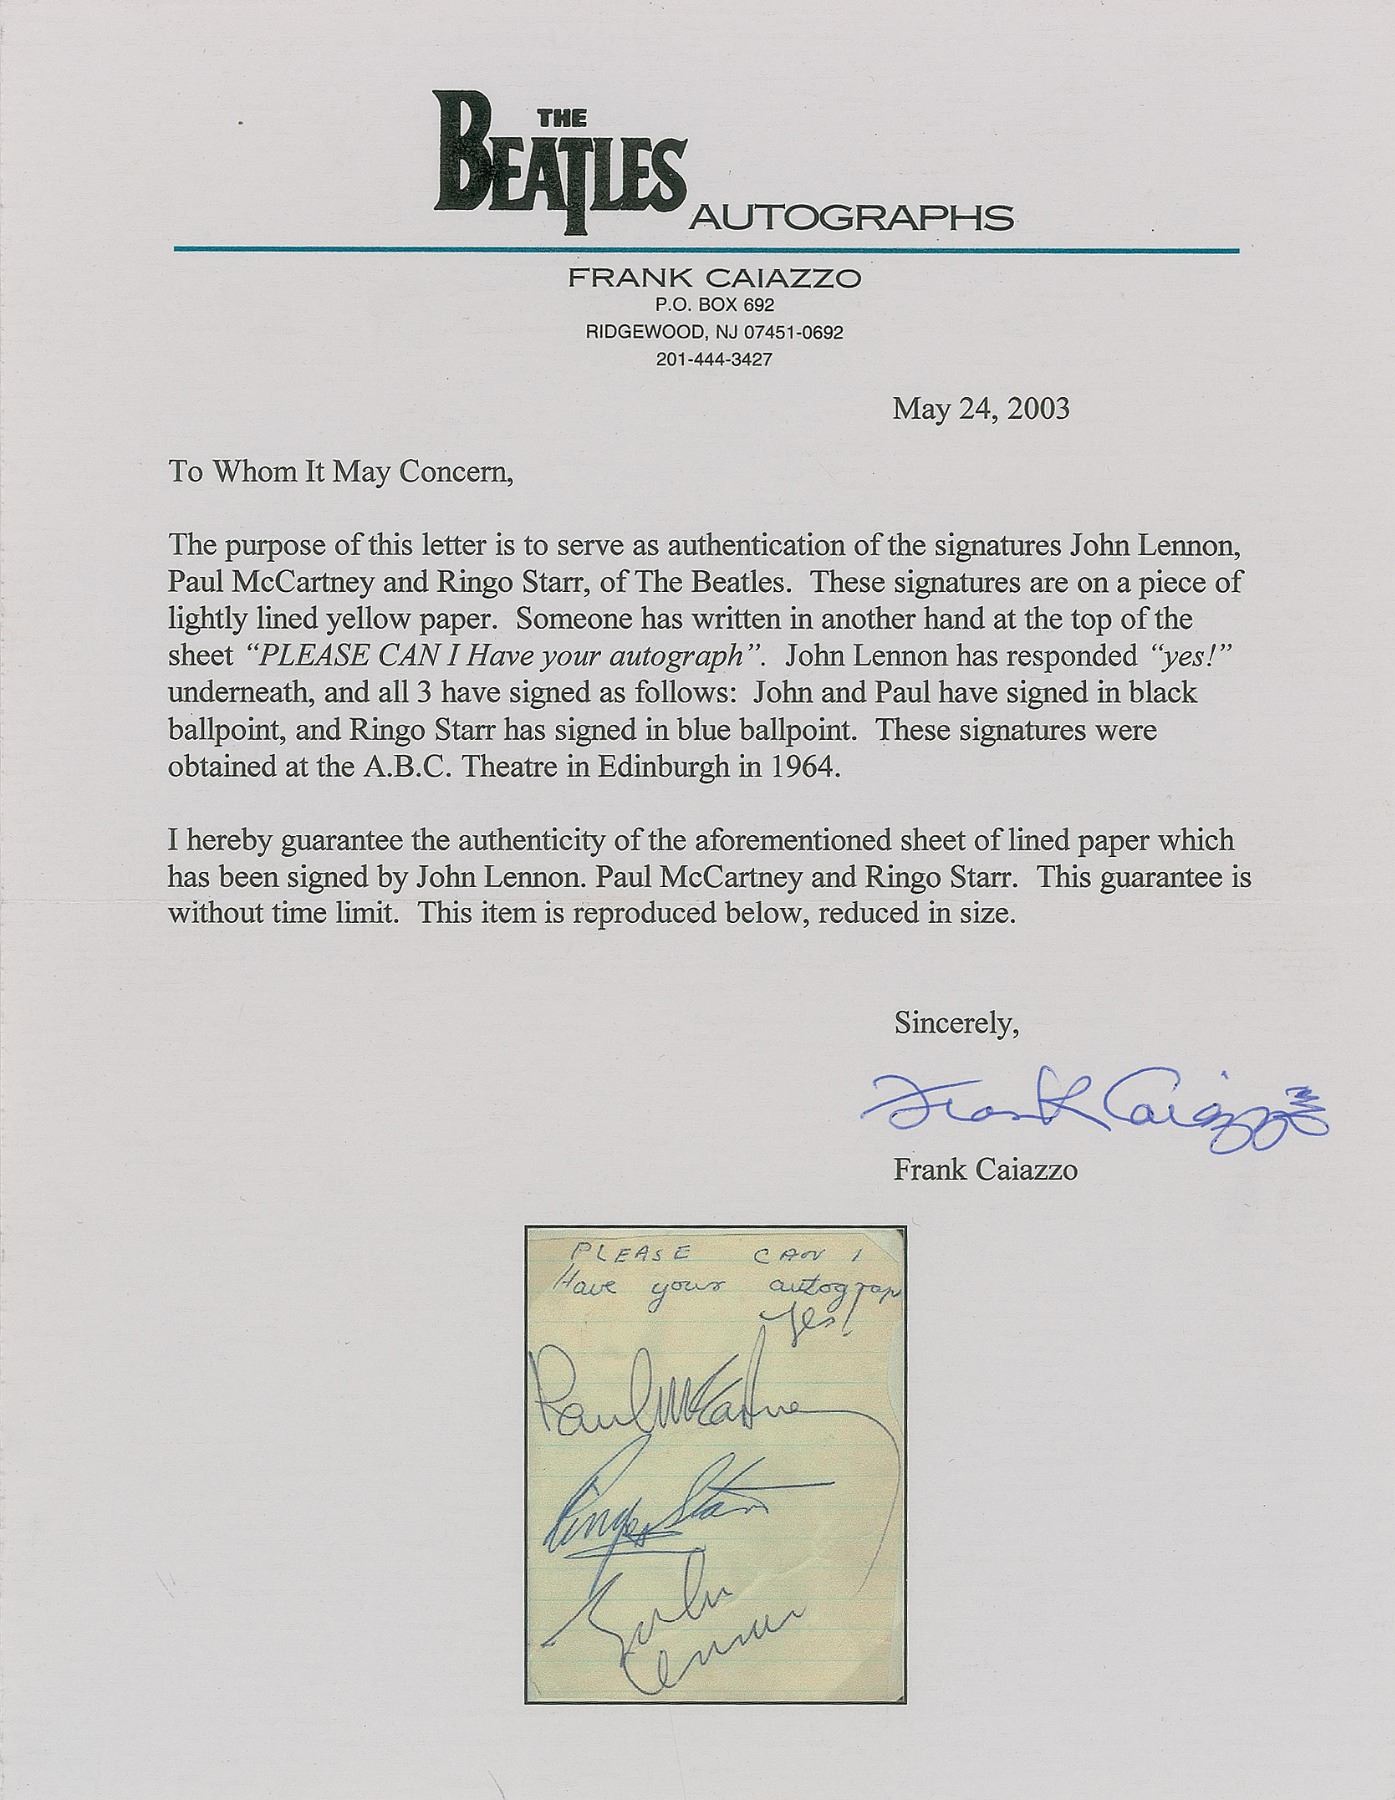 THE
BEATLES AUTOGRAPHS
FRANK CAIAZZO
P.O. BOX 692
RIDGEWOOD, NJ 07451-0692
201-444-3427
May 24, 2003
To Whom It May Concern,
The purpose of this letter is to serve as authentication of the signatures John Lennon,
Paul McCartney and Ringo Starr, of The Beatles. These signatures are on a piece of
lightly lined yellow paper. Someone has written in another hand at the top of the
sheet “PLEASE CAN I Have your autograph”. John Lennon has responded “yes!”
underneath, and all 3 have signed as follows: John and Paul have signed in black
ballpoint, and Ringo Starr has signed in blue ballpoint. These signatures were
obtained at the A.B.C. Theatre in Edinburgh in 1964.
I hereby guarantee the authenticity of the aforementioned sheet of lined paper which
has been signed by John Lennon. Paul McCartney and Ringo Starr. This guarantee is
without time limit. This item is reproduced below, reduced in size.
Sincerely,
Frank Caiazzo
Frank Caiazzo
PLEASE CAN I
Have your autograp
yes!
Paul McCartney
Ringo Starr
John
Lennon